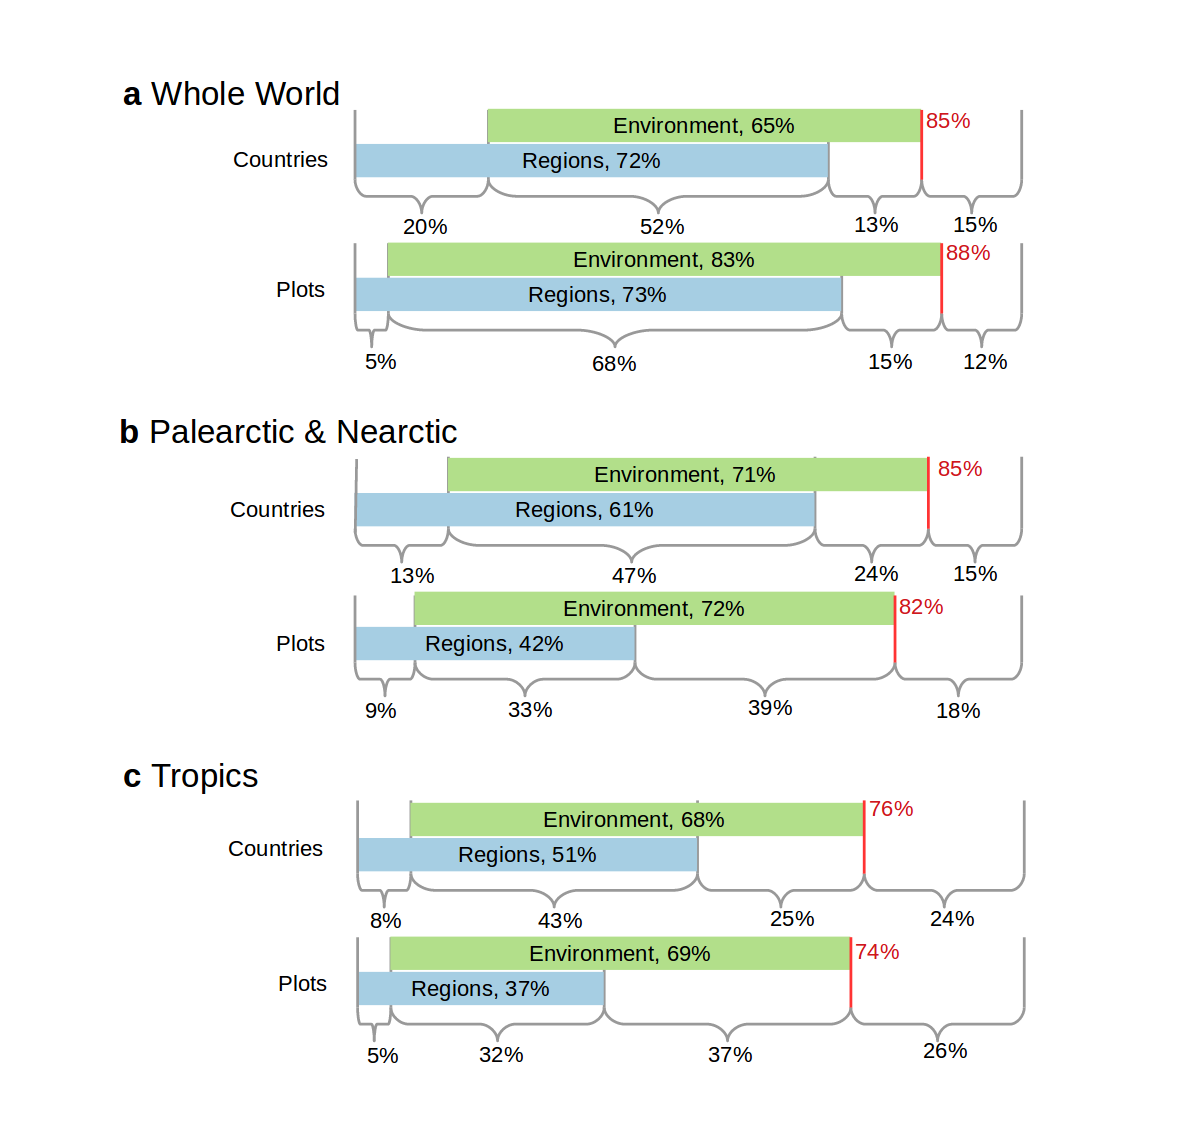 a Whole World
Environment, 65%
85%
Countries
Regions, 72%
20%
52%
13%
15%
Environment, 83%
88%
Plots
Regions, 73%
5%
68%
15%
12%
b Palearctic & Nearctic
Environment, 71%
85%
Countries
Regions, 61%
13%
47%
24%
15%
Environment, 72%
82%
Plots
Regions, 42%
9%
33%
39%
18%
c Tropics
Environment, 68%
76%
Countries
Regions, 51%
8%
43%
25%
24%
Environment, 69%
74%
Plots
Regions, 37%
5%
32%
37%
26%